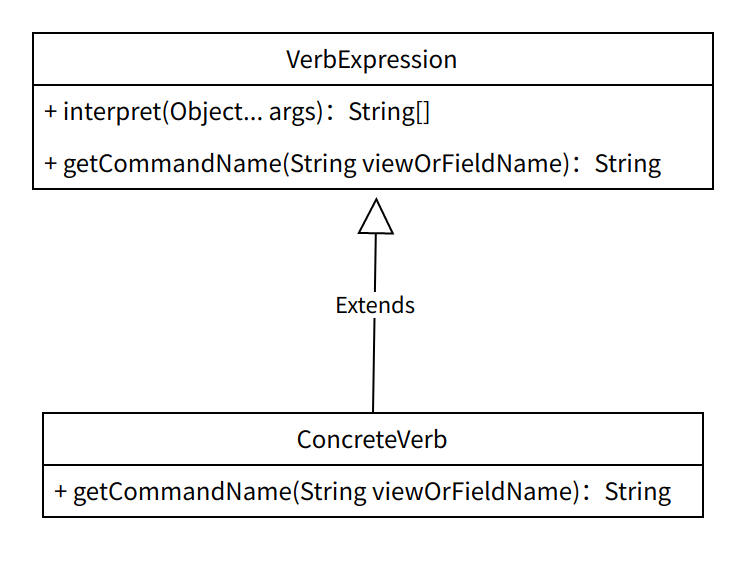 VerbExpression
+ interpret(Object... args)：String[]
+ getCommandName(String viewOrFieldName)：String
Extends
ConcreteVerb
+ getCommandName(String viewOrFieldName)：String